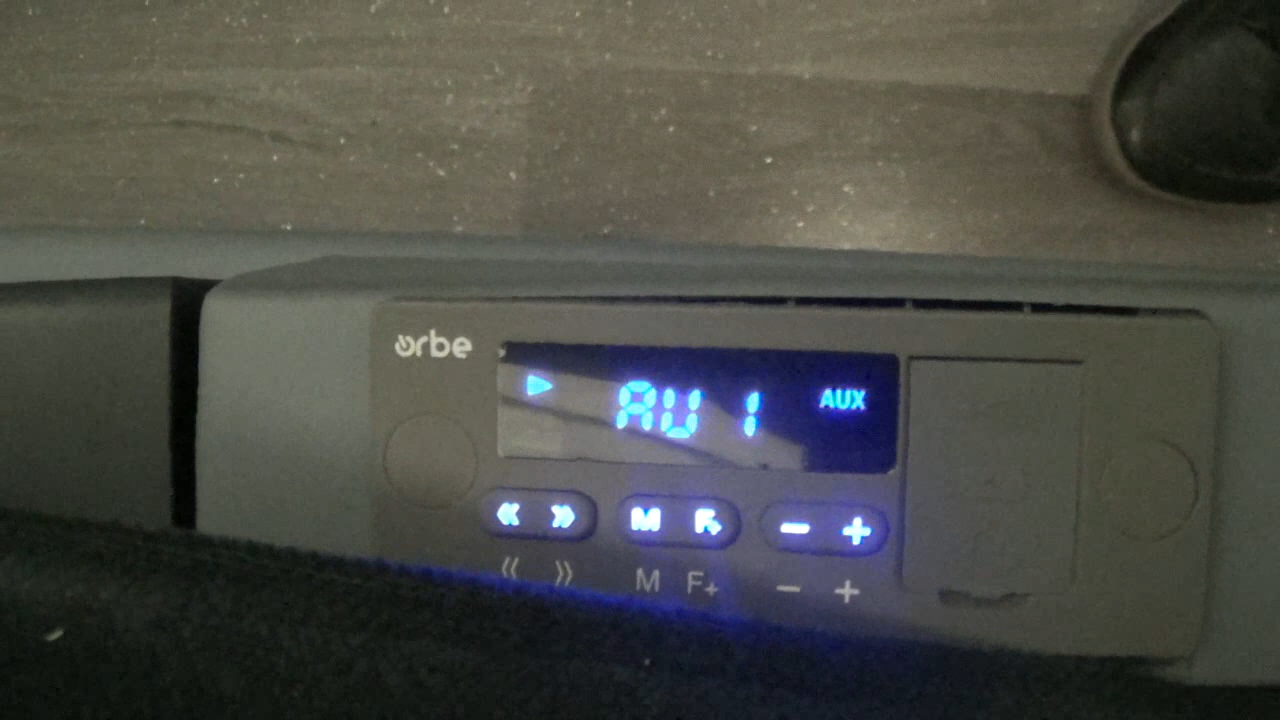 orbe
AU 1 AUX
« » M F+ - +
« » M F+ - +